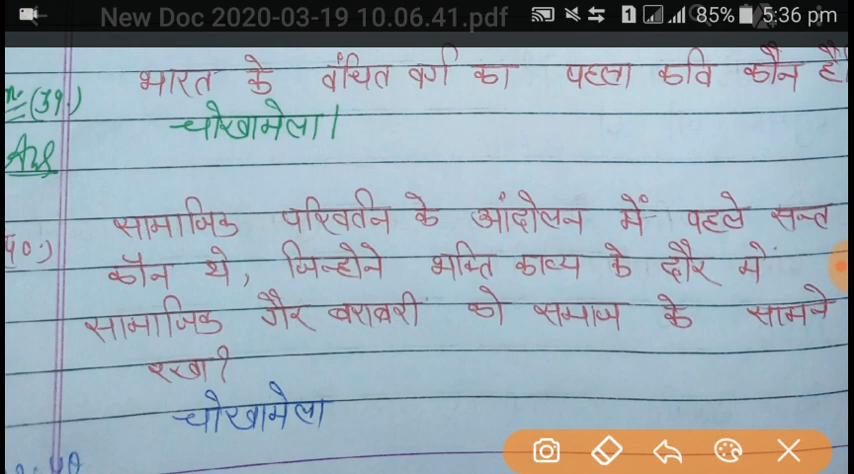 New Doc 2020-03-19 10.06.41.pdf 1 85% 5:36 pm
भारत के वंचित वर्ग का पहला कवि कौन है
(39.)
चोखामेला।
Ans
सामाजिक परिवर्तन के आंदोलन में पहले सन्त
40.)
कौन थे, जिन्होने भक्ति काव्य के दौर में
सामाजिक गैर बराबरी को समाज के सामने
रखा?
चोखामेला